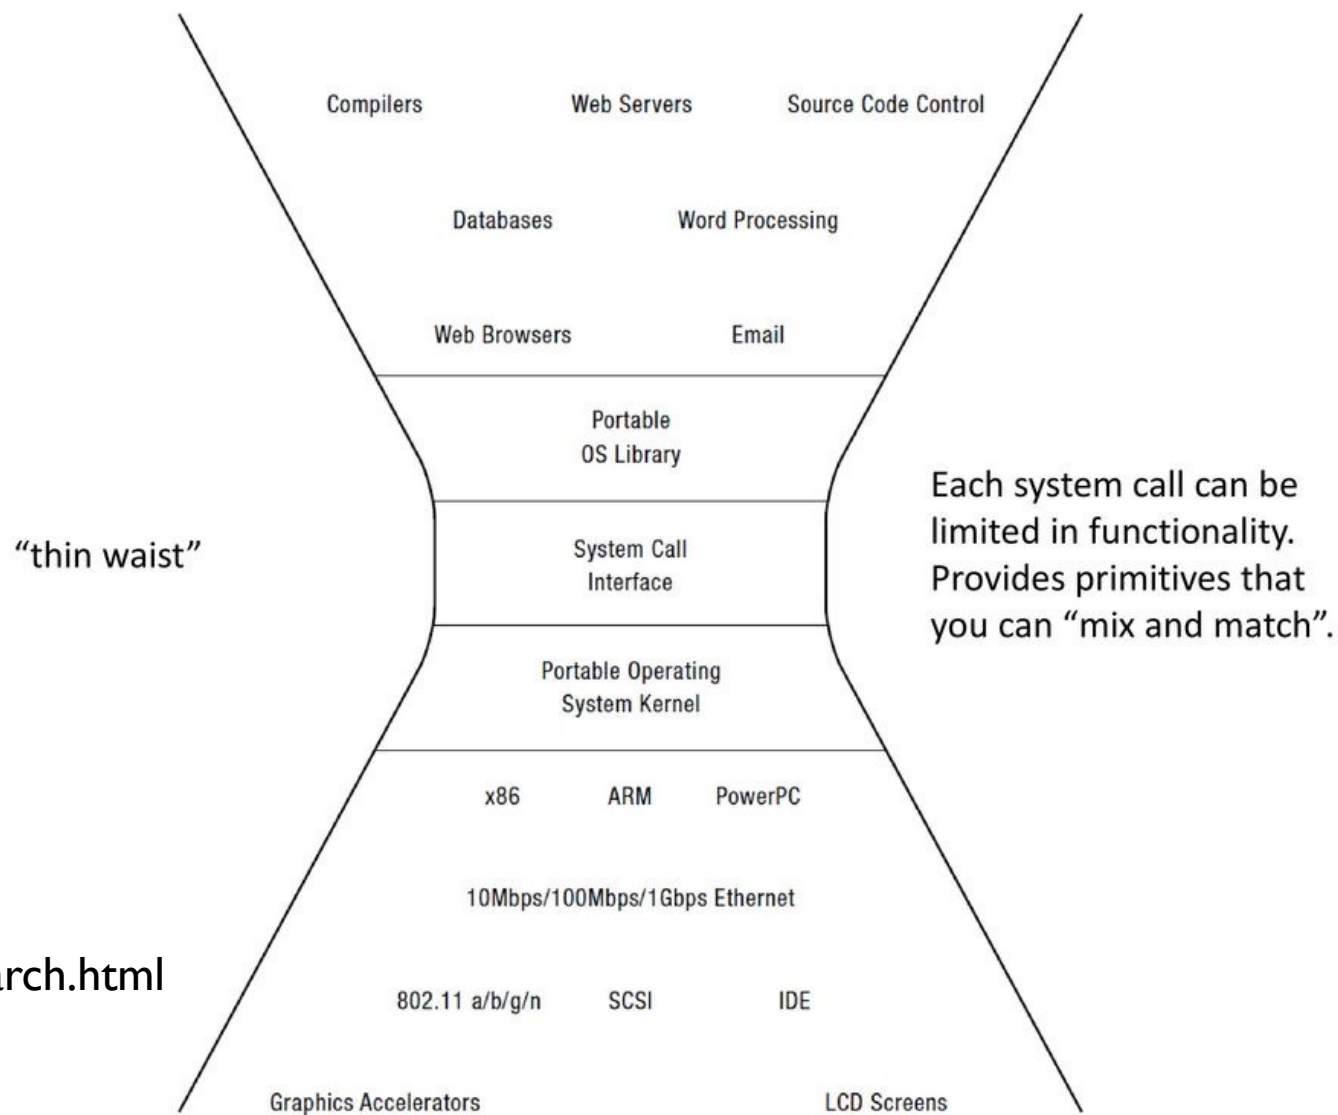 Compilers Web Servers Source Code Control
Databases Word Processing
Web Browsers Email
Portable
OS Library
“thin waist”
System Call
Interface
Each system call can be
limited in functionality.
Provides primitives that
you can “mix and match”.
Portable Operating
System Kernel
x86 ARM PowerPC
10Mbps/100Mbps/1Gbps Ethernet
802.11 a/b/g/n SCSI IDE
Graphics Accelerators LCD Screens